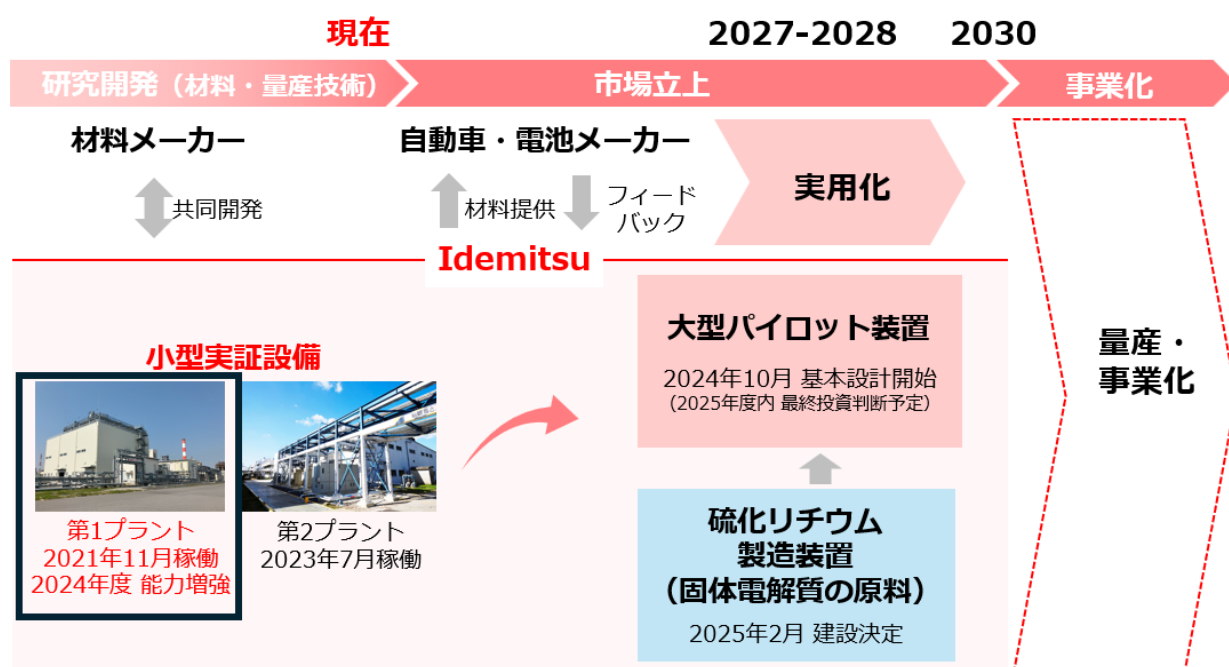 現在
2027-2028
2030
研究開発（材料・量産技術）
市場立上
事業化
材料メーカー
自動車・電池メーカー
実用化
共同開発
材料提供
フィード
バック
Idemitsu
大型パイロット装置
2024年10月 基本設計開始
(2025年度内 最終投資判断予定)
量産・
事業化
小型実証設備
第1プラント
2021年11月稼働
2024年度 能力増強
第2プラント
2023年7月稼働
硫化リチウム
製造装置
（固体電解質の原料）
2025年2月 建設決定